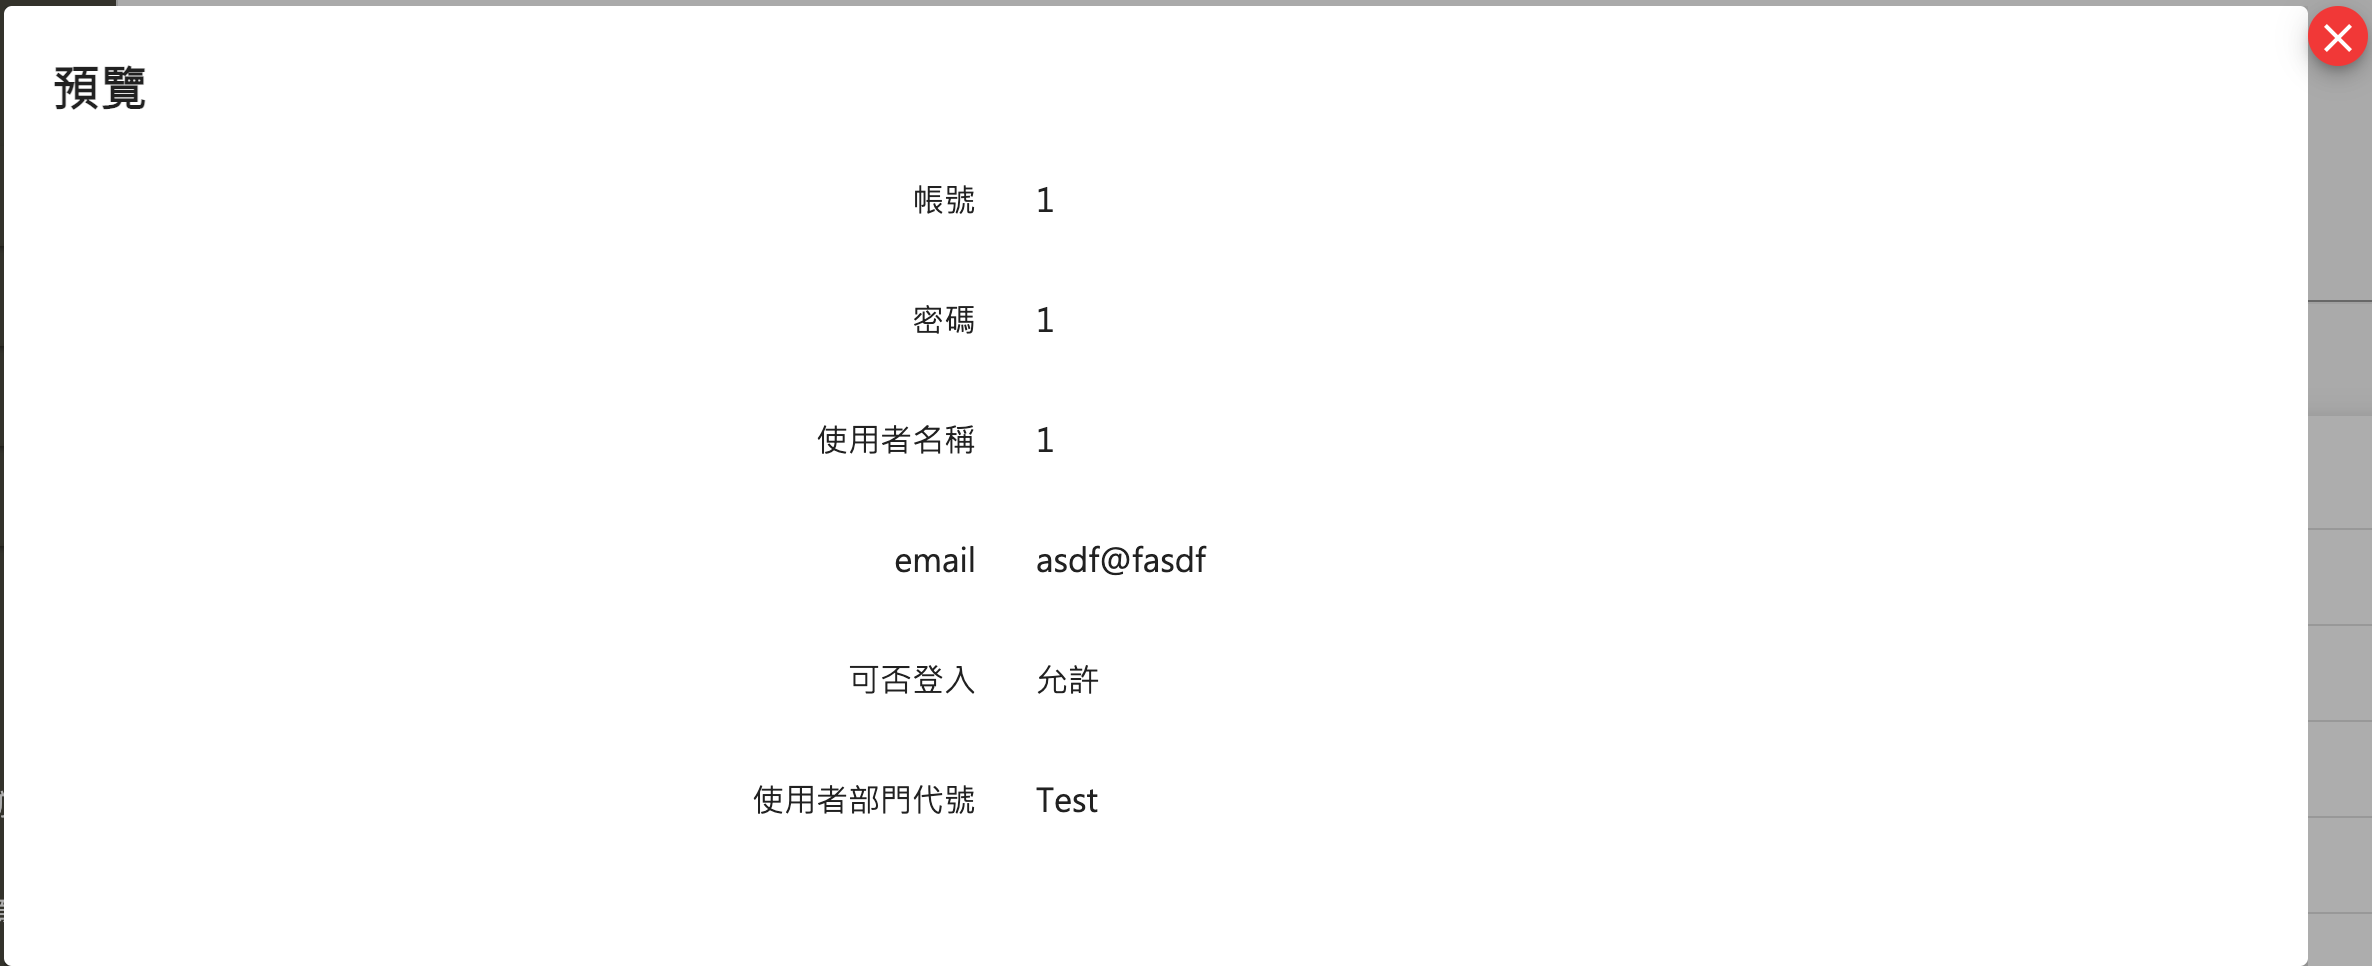 預覽
帳號 1
密碼 1
使用者名稱 1
email asdf@fasdf
可否登入 允許
使用者部門代號 Test